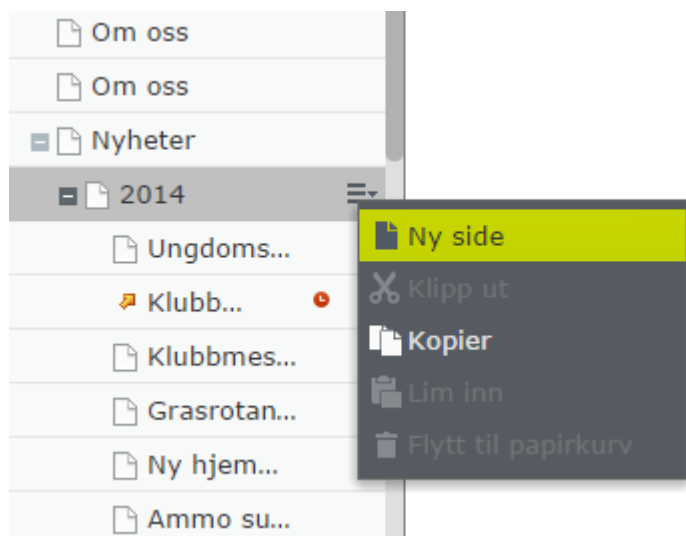 Om oss
Om oss
Nyheter
2014
Ungdoms...
Klubb...
Klubbmes...
Grasrotan...
Ny hjem...
Ammo su...
Ny side
Klipp ut
Kopier
Lim inn
Flytt til papirkurv